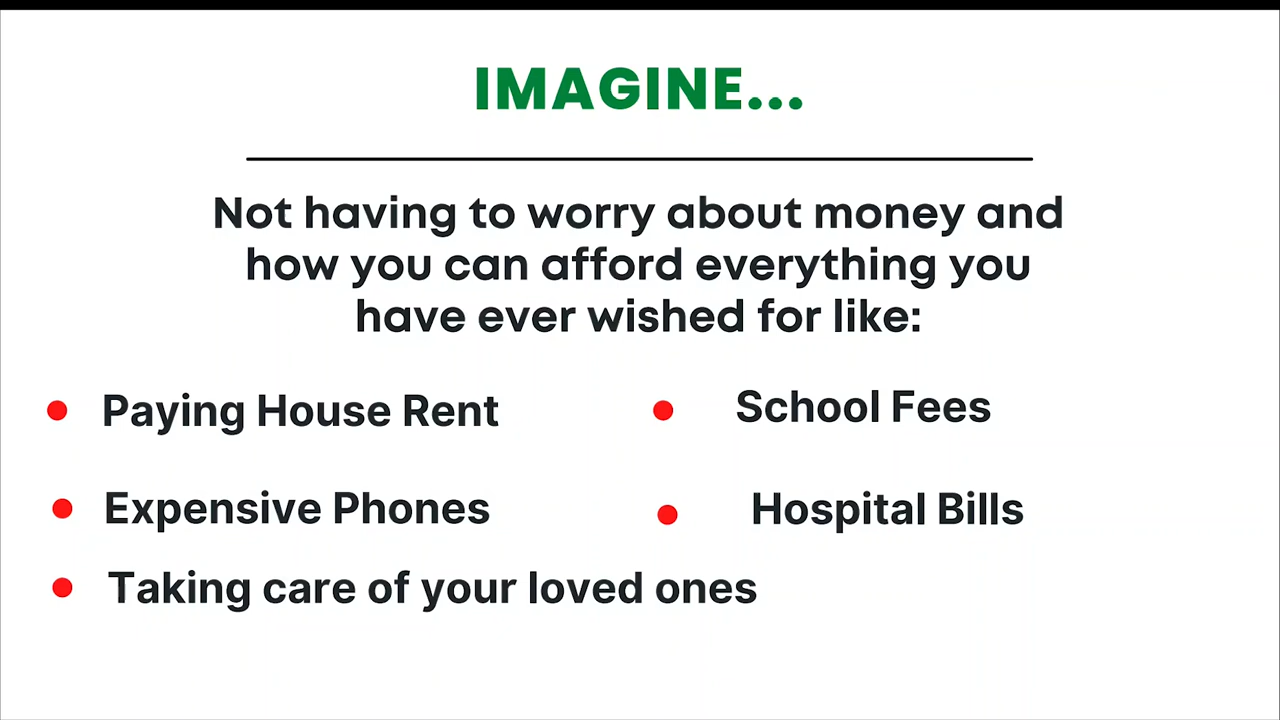 IMAGINE...
Not having to worry about money and
how you can afford everything you
have ever wished for like:
Paying House Rent
School Fees
Expensive Phones
Hospital Bills
Taking care of your loved ones